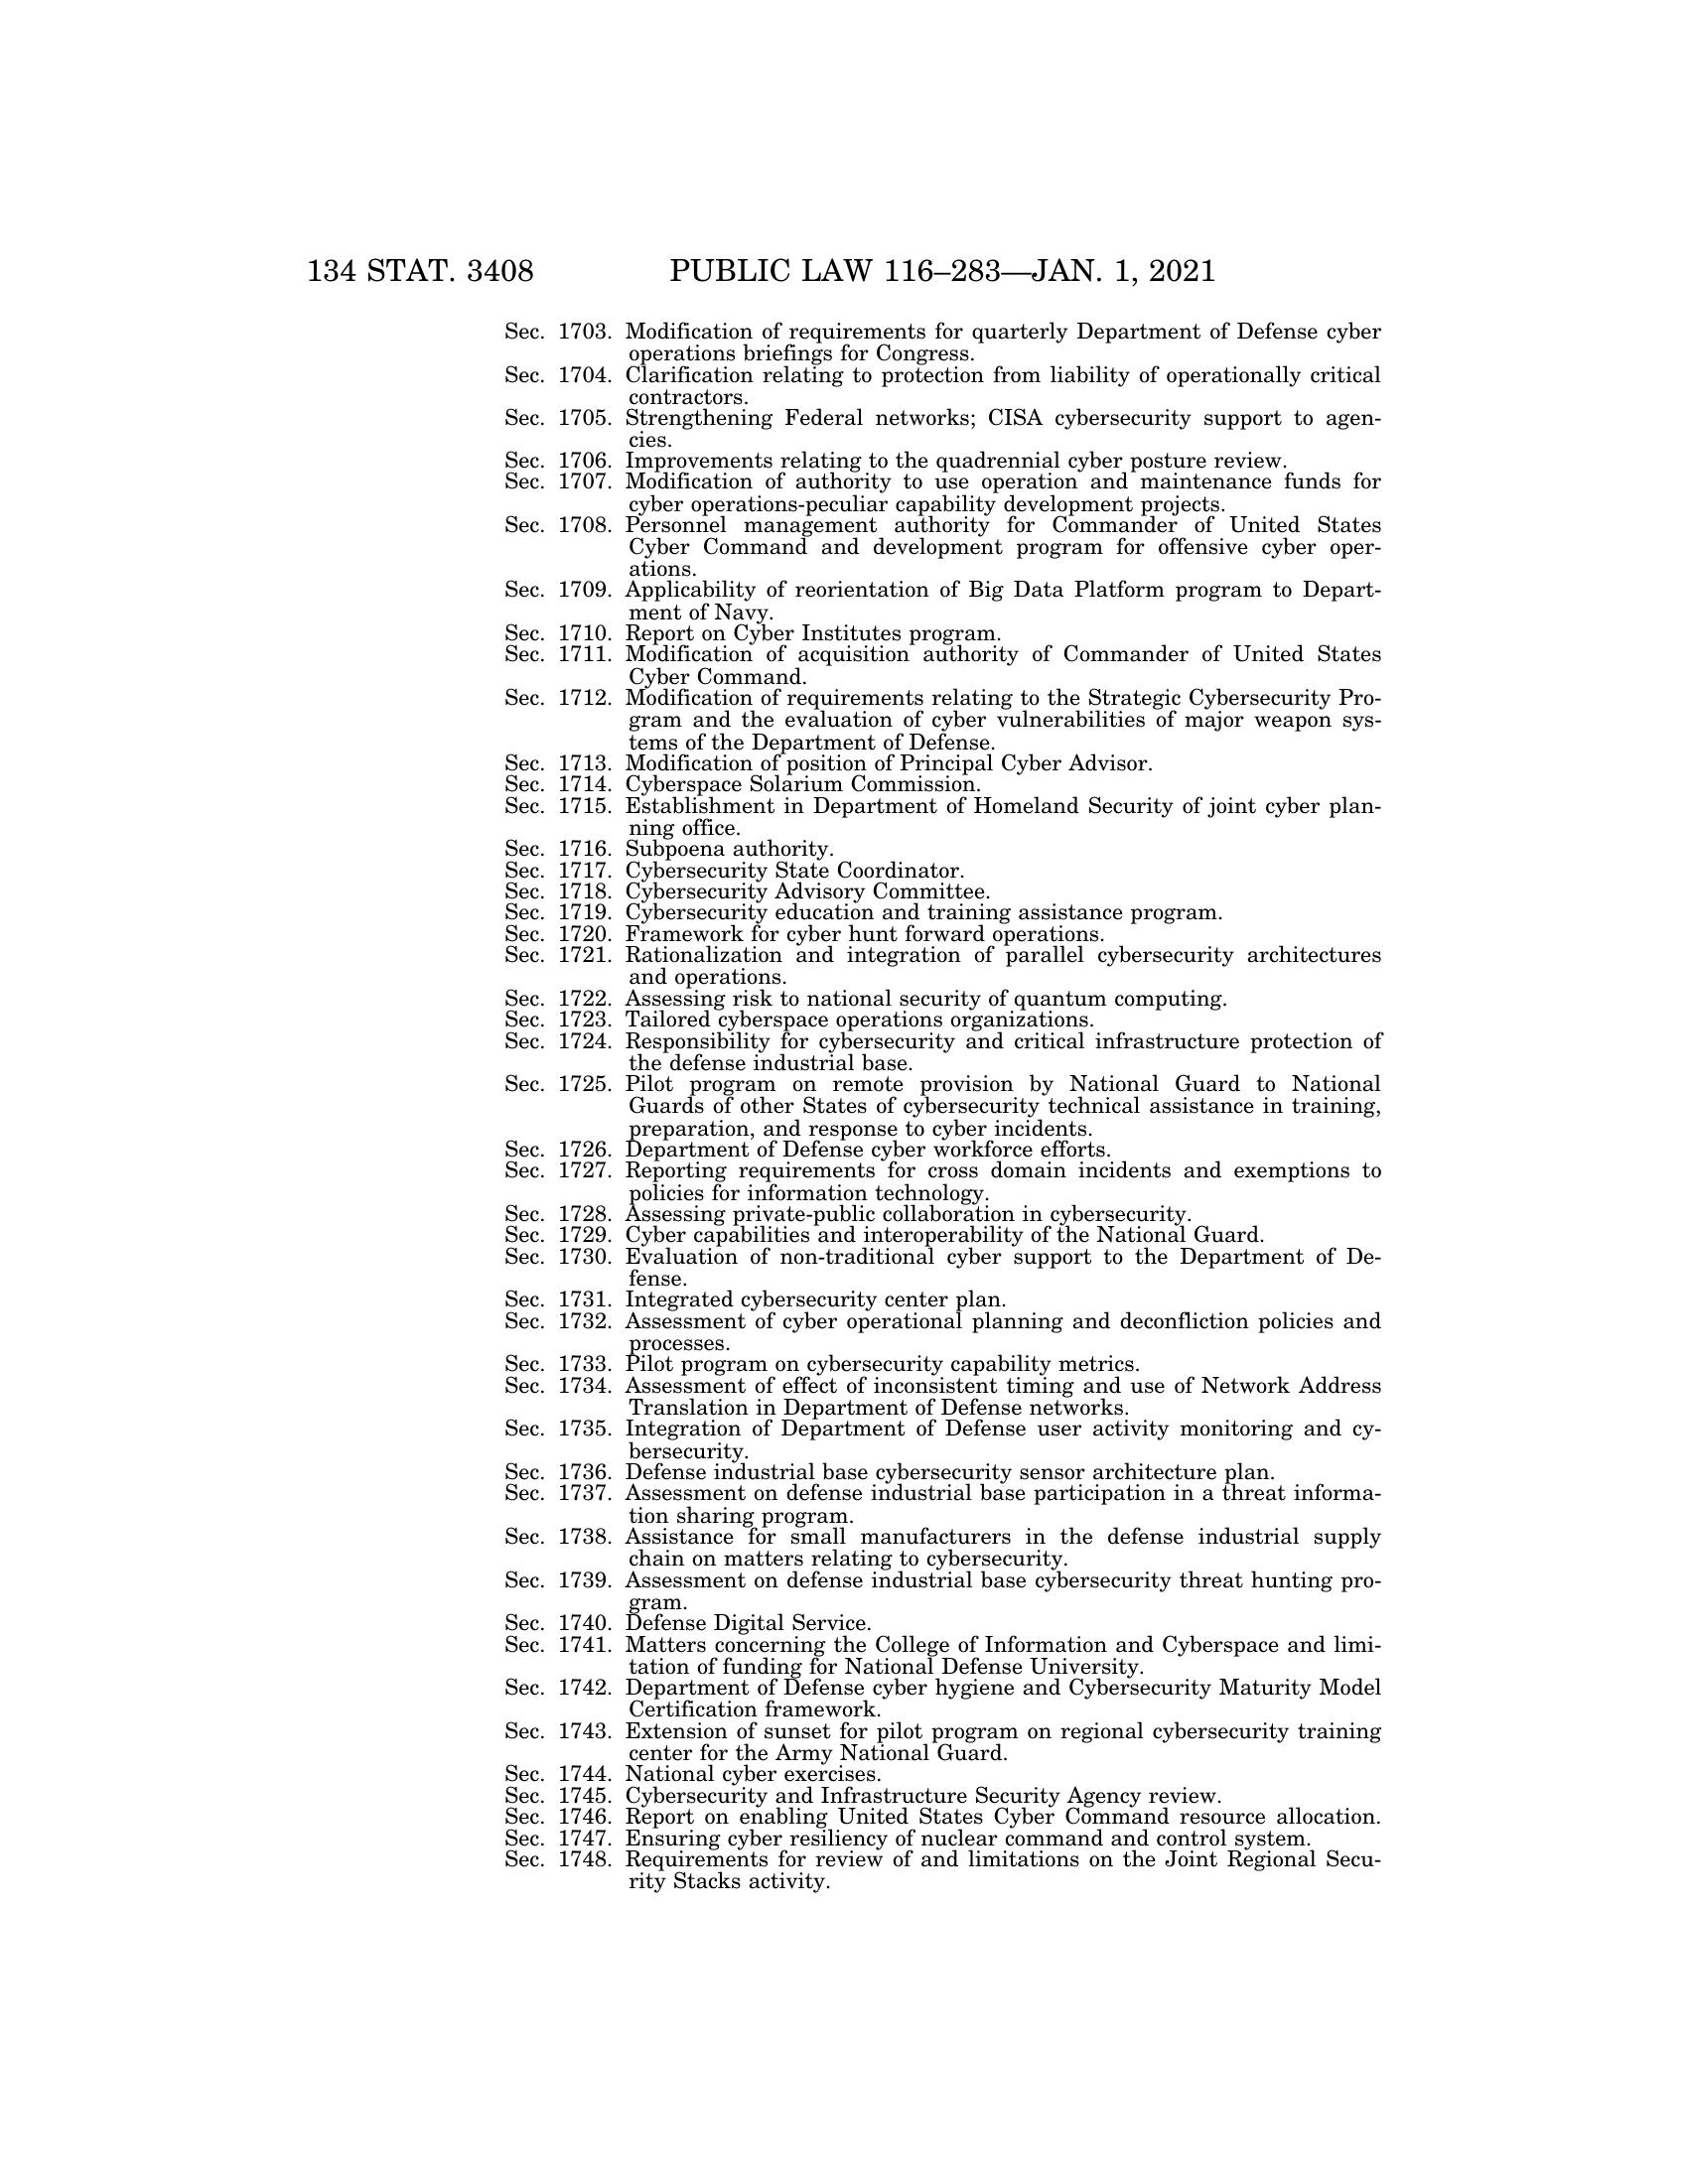 134 STAT. 3408 PUBLIC LAW 116–283—JAN. 1, 2021
Sec. 1703. Modification of requirements for quarterly Department of Defense cyber
operations briefings for Congress.
Sec. 1704. Clarification relating to protection from liability of operationally critical
contractors.
Sec. 1705. Strengthening Federal networks; CISA cybersecurity support to agen-
cies.
Sec. 1706. Improvements relating to the quadrennial cyber posture review.
Sec. 1707. Modification of authority to use operation and maintenance funds for
cyber operations-peculiar capability development projects.
Sec. 1708. Personnel management authority for Commander of United States
Cyber Command and development program for offensive cyber oper-
ations.
Sec. 1709. Applicability of reorientation of Big Data Platform program to Depart-
ment of Navy.
Sec. 1710. Report on Cyber Institutes program.
Sec. 1711. Modification of acquisition authority of Commander of United States
Cyber Command.
Sec. 1712. Modification of requirements relating to the Strategic Cybersecurity Pro-
gram and the evaluation of cyber vulnerabilities of major weapon sys-
tems of the Department of Defense.
Sec. 1713. Modification of position of Principal Cyber Advisor.
Sec. 1714. Cyberspace Solarium Commission.
Sec. 1715. Establishment in Department of Homeland Security of joint cyber plan-
ning office.
Sec. 1716. Subpoena authority.
Sec. 1717. Cybersecurity State Coordinator.
Sec. 1718. Cybersecurity Advisory Committee.
Sec. 1719. Cybersecurity education and training assistance program.
Sec. 1720. Framework for cyber hunt forward operations.
Sec. 1721. Rationalization and integration of parallel cybersecurity architectures
and operations.
Sec. 1722. Assessing risk to national security of quantum computing.
Sec. 1723. Tailored cyberspace operations organizations.
Sec. 1724. Responsibility for cybersecurity and critical infrastructure protection of
the defense industrial base.
Sec. 1725. Pilot program on remote provision by National Guard to National
Guards of other States of cybersecurity technical assistance in training,
preparation, and response to cyber incidents.
Sec. 1726. Department of Defense cyber workforce efforts.
Sec. 1727. Reporting requirements for cross domain incidents and exemptions to
policies for information technology.
Sec. 1728. Assessing private-public collaboration in cybersecurity.
Sec. 1729. Cyber capabilities and interoperability of the National Guard.
Sec. 1730. Evaluation of non-traditional cyber support to the Department of De-
fense.
Sec. 1731. Integrated cybersecurity center plan.
Sec. 1732. Assessment of cyber operational planning and deconfliction policies and
processes.
Sec. 1733. Pilot program on cybersecurity capability metrics.
Sec. 1734. Assessment of effect of inconsistent timing and use of Network Address
Translation in Department of Defense networks.
Sec. 1735. Integration of Department of Defense user activity monitoring and cy-
bersecurity.
Sec. 1736. Defense industrial base cybersecurity sensor architecture plan.
Sec. 1737. Assessment on defense industrial base participation in a threat informa-
tion sharing program.
Sec. 1738. Assistance for small manufacturers in the defense industrial supply
chain on matters relating to cybersecurity.
Sec. 1739. Assessment on defense industrial base cybersecurity threat hunting pro-
gram.
Sec. 1740. Defense Digital Service.
Sec. 1741. Matters concerning the College of Information and Cyberspace and limi-
tation of funding for National Defense University.
Sec. 1742. Department of Defense cyber hygiene and Cybersecurity Maturity Model
Certification framework.
Sec. 1743. Extension of sunset for pilot program on regional cybersecurity training
center for the Army National Guard.
Sec. 1744. National cyber exercises.
Sec. 1745. Cybersecurity and Infrastructure Security Agency review.
Sec. 1746. Report on enabling United States Cyber Command resource allocation.
Sec. 1747. Ensuring cyber resiliency of nuclear command and control system.
Sec. 1748. Requirements for review of and limitations on the Joint Regional Secu-
rity Stacks activity.